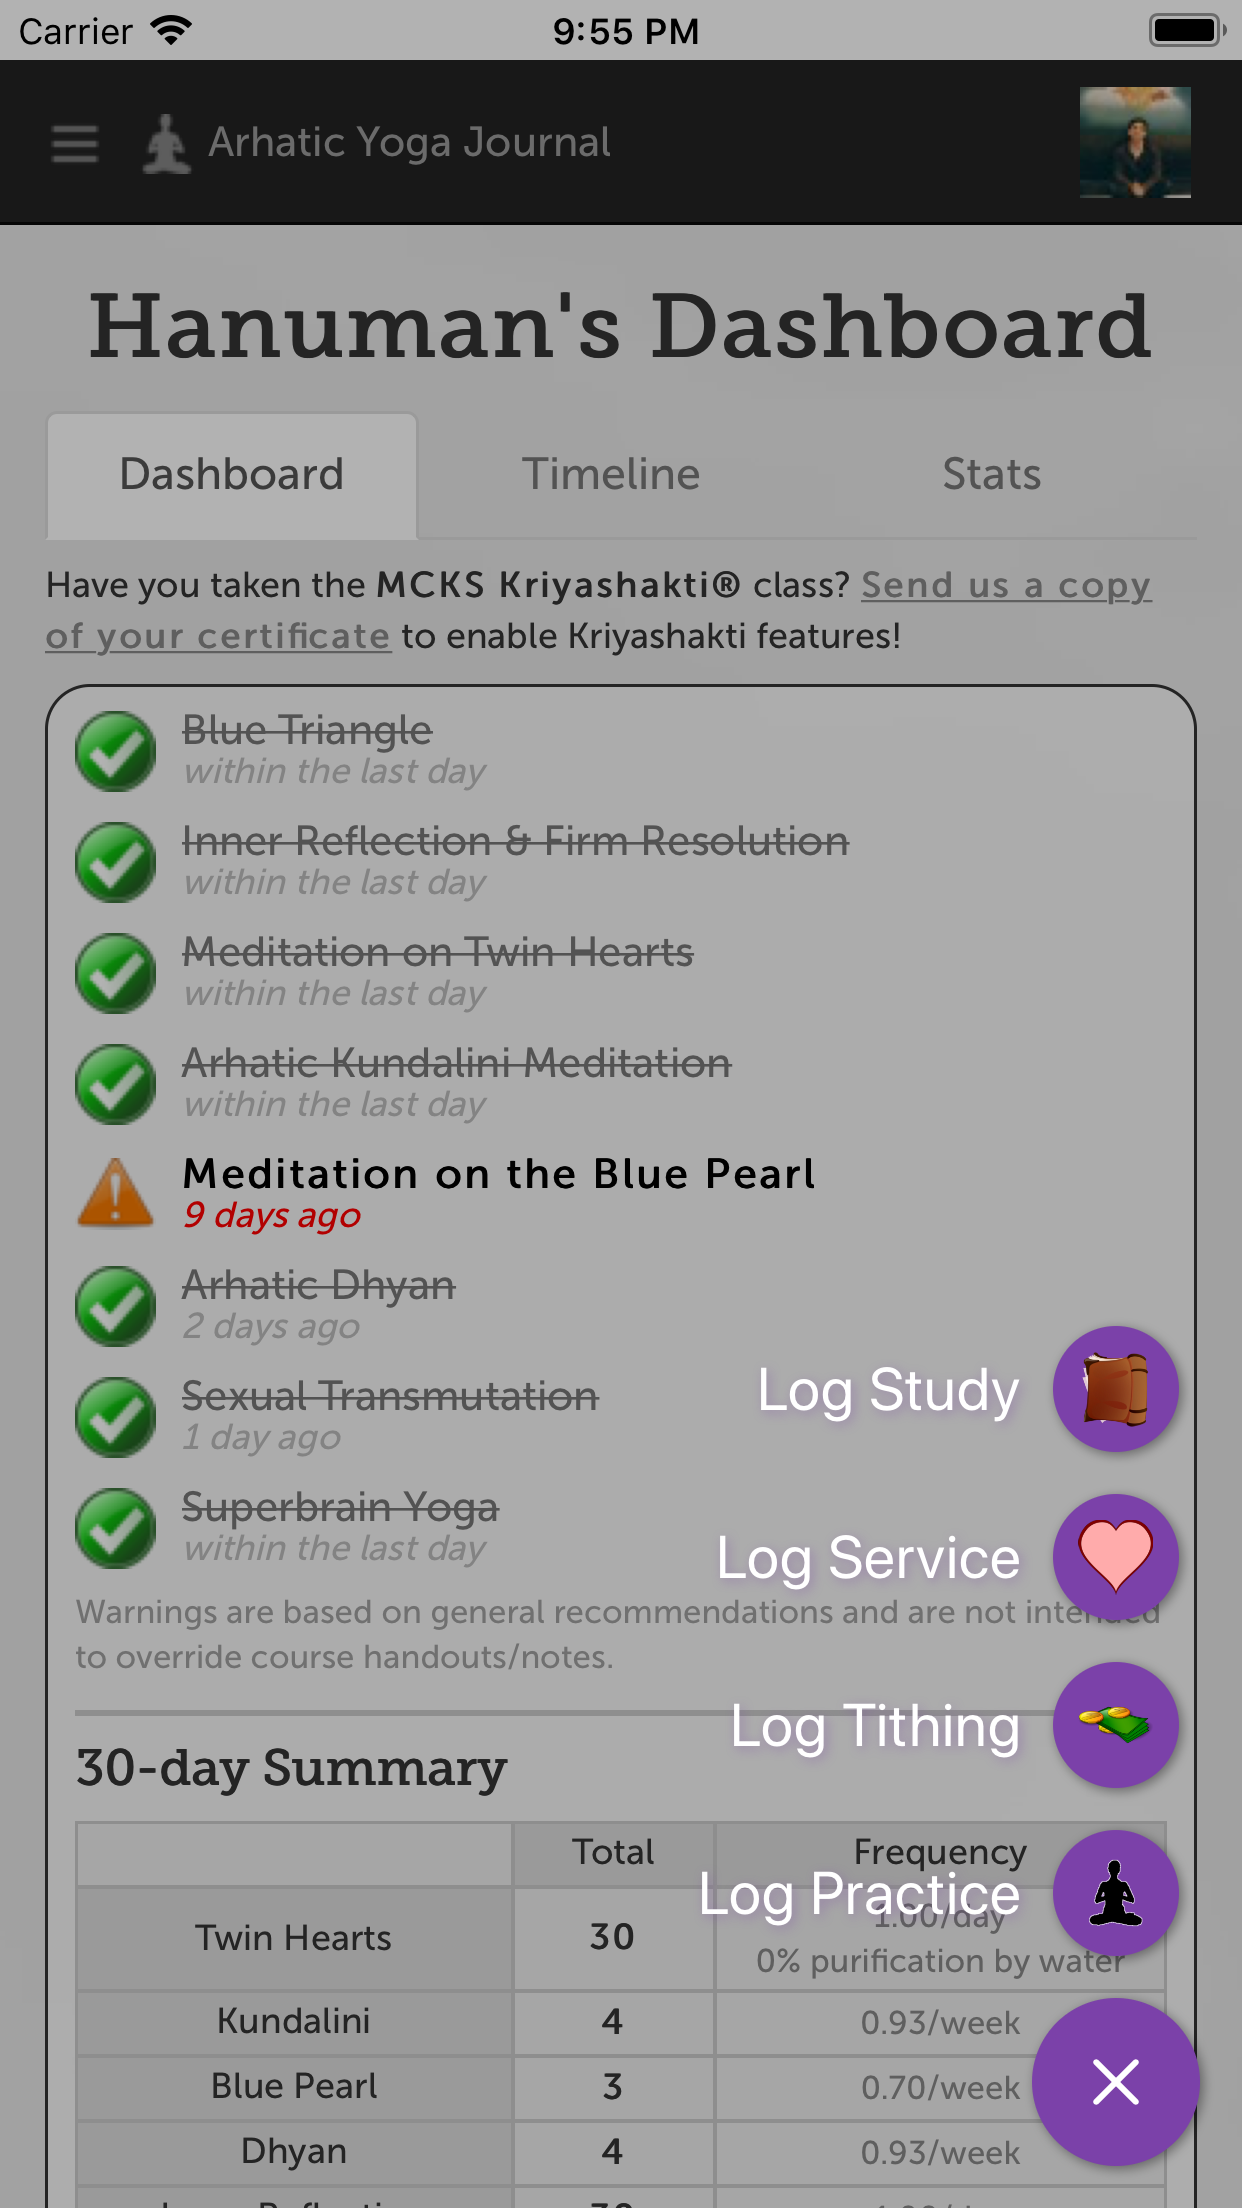 Carrier
9:55 PM
Arhatic Yoga Journal
Hanuman's Dashboard
Dashboard
Timeline
Stats
Have you taken the MCKS Kriyashakti® class? Send us a copy
of your certificate to enable Kriyashakti features!
Blue Triangle
within the last day
Inner Reflection & Firm Resolution
within the last day
Meditation on Twin Hearts
within the last day
Arhatic Kundalini Meditation
within the last day
Meditation on the Blue Pearl
9 days ago
Arhatic Dhyan
2 days ago
Log Study
Sexual Transmutation
1 day ago
Superbrain Yoga
within the last day
Log Service
Warnings are based on general recommendations and are not intended
to override course handouts/notes.
Log Tithing
30-day Summary
Total
Frequency
Log Practice
Twin Hearts
30
1.00/day
0% purification by water
Kundalini
4
0.93/week
Blue Pearl
3
0.70/week
Dhyan
4
0.93/week